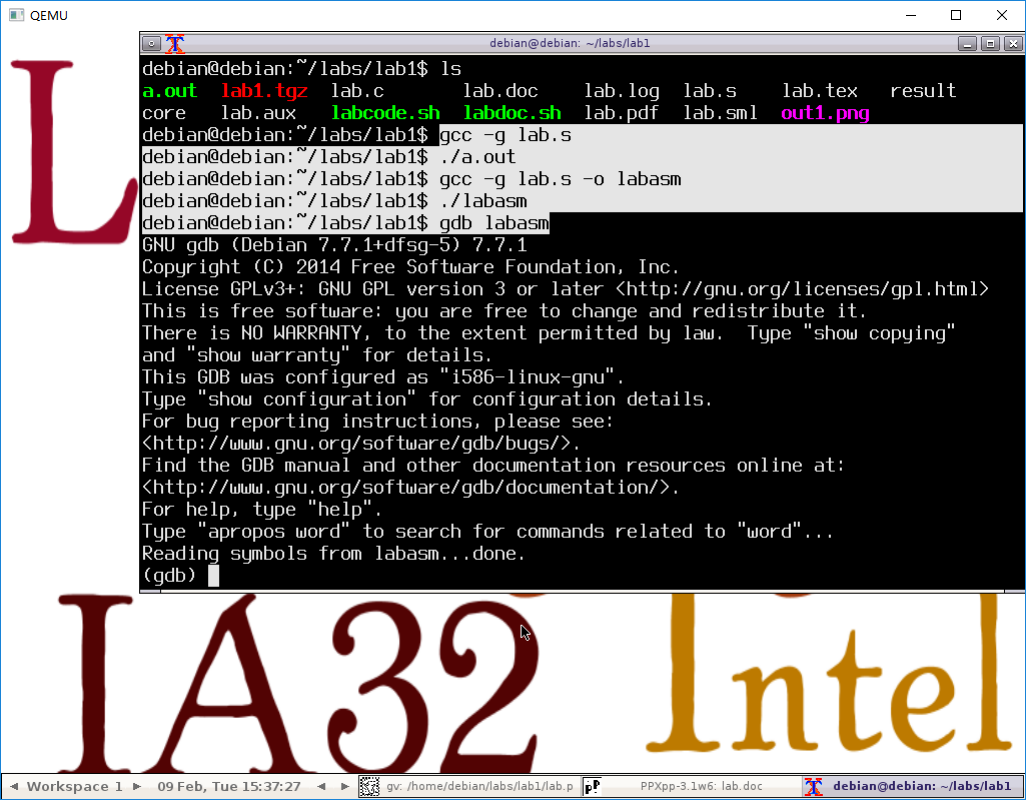 QEMU
debian@debian: ~/labs/lab1
debian@debian:~/labs/lab1$ ls
a.out lab1.tgz lab.c lab.doc lab.log lab.s lab.tex result
core lab.aux labcode.sh labdoc.sh lab.pdf lab.sml out1.png
debian@debian:~/labs/lab1$ gcc -g lab.s
debian@debian:~/labs/lab1$ ./a.out
debian@debian:~/labs/lab1$ gcc -g lab.s -o labasm
debian@debian:~/labs/lab1$ ./labasm
debian@debian:~/labs/lab1$ gdb labasm
GNU gdb (Debian 7.7.1+dfsg-5) 7.7.1
Copyright (C) 2014 Free Software Foundation, Inc.
License GPLv3+: GNU GPL version 3 or later <http://gnu.org/licenses/gpl.html>
This is free software: you are free to change and redistribute it.
There is NO WARRANTY, to the extent permitted by law.  Type "show copying"
and "show warranty" for details.
This GDB was configured as "i586-linux-gnu".
Type "show configuration" for configuration details.
For bug reporting instructions, please see:
<http://www.gnu.org/software/gdb/bugs/>.
Find the GDB manual and other documentation resources online at:
<http://www.gnu.org/software/gdb/documentation/>.
For help, type "help".
Type "apropos word" to search for commands related to "word"...
Reading symbols from labasm...done.
(gdb)
L
IA32 Intel
Workspace 1 09 Feb, Tue 15:37:27 gv: /home/debian/labs/lab1/lab.p PPXpp-3.1w6: lab.doc debian@debian: ~/labs/lab1